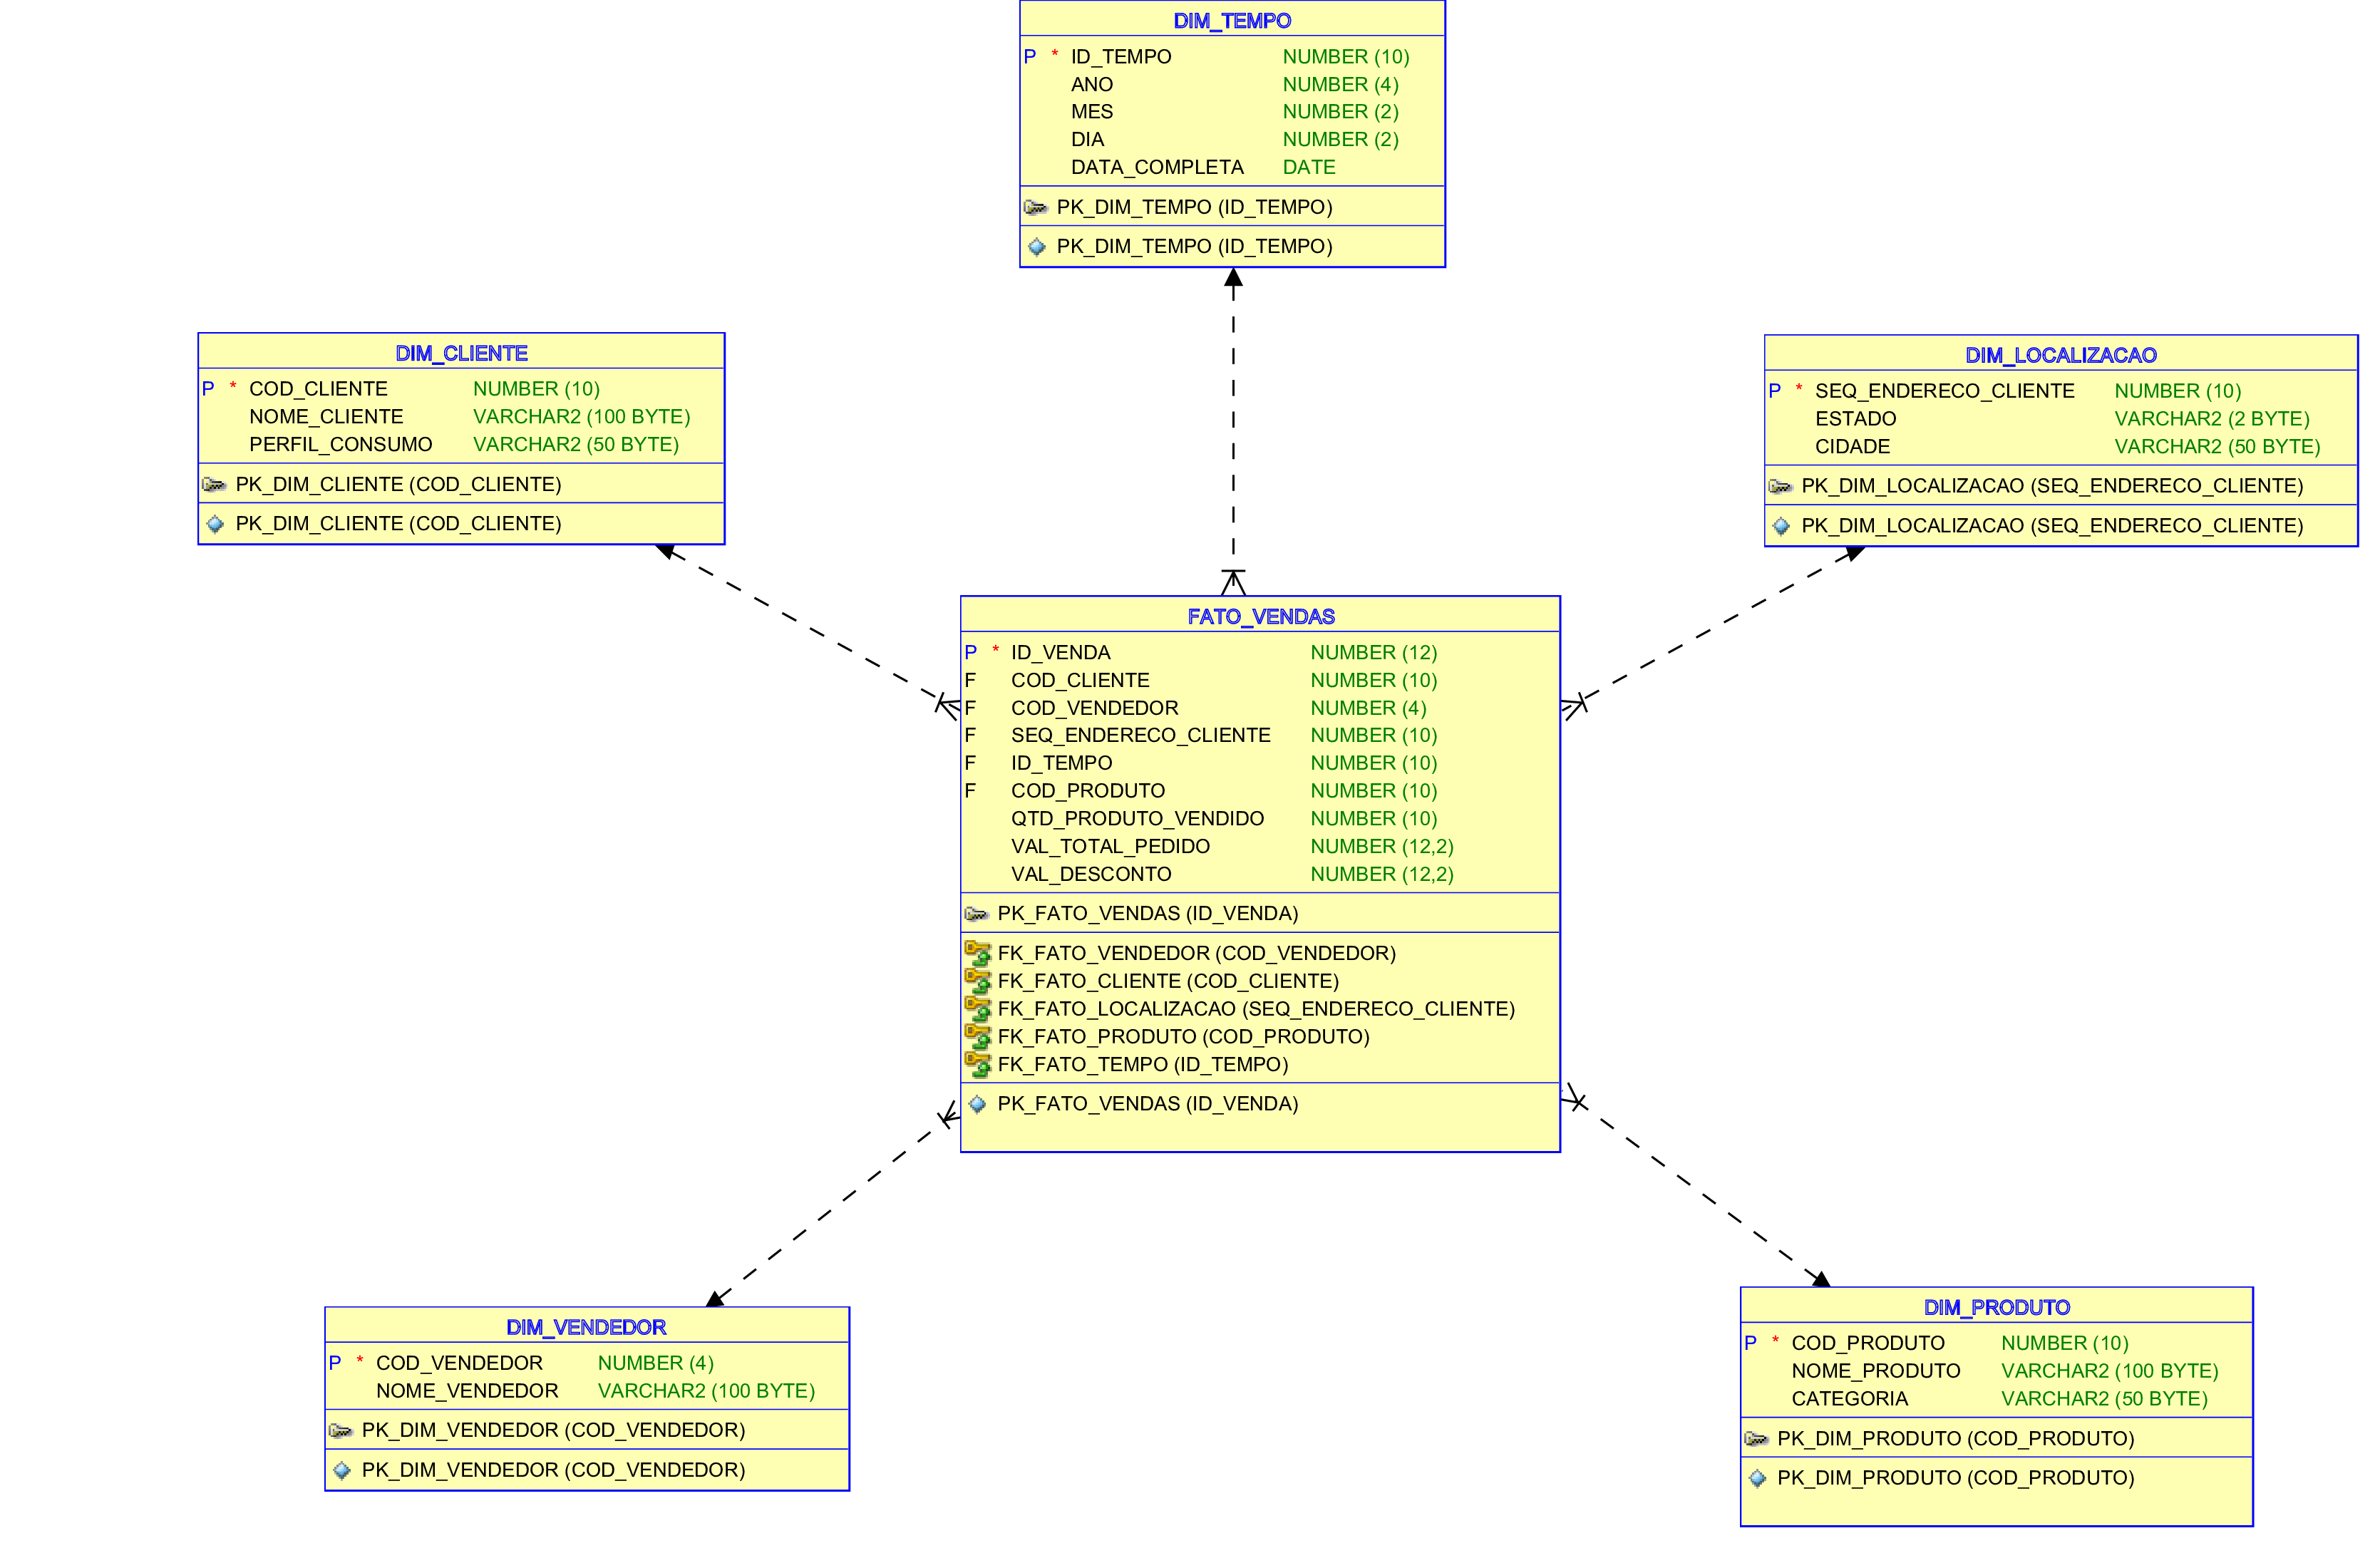 DIM_TEMPO
P * ID_TEMPO NUMBER (10)
ANO NUMBER (4)
MES NUMBER (2)
DIA NUMBER (2)
DATA_COMPLETA DATE
PK_DIM_TEMPO (ID_TEMPO)
PK_DIM_TEMPO (ID_TEMPO)
DIM_CLIENTE
P * COD_CLIENTE NUMBER (10)
NOME_CLIENTE VARCHAR2 (100 BYTE)
PERFIL_CONSUMO VARCHAR2 (50 BYTE)
PK_DIM_CLIENTE (COD_CLIENTE)
PK_DIM_CLIENTE (COD_CLIENTE)
DIM_LOCALIZACAO
P * SEQ_ENDERECO_CLIENTE NUMBER (10)
ESTADO VARCHAR2 (2 BYTE)
CIDADE VARCHAR2 (50 BYTE)
PK_DIM_LOCALIZACAO (SEQ_ENDERECO_CLIENTE)
PK_DIM_LOCALIZACAO (SEQ_ENDERECO_CLIENTE)
FATO_VENDAS
P * ID_VENDA NUMBER (12)
F COD_CLIENTE NUMBER (10)
F COD_VENDEDOR NUMBER (4)
F SEQ_ENDERECO_CLIENTE NUMBER (10)
F ID_TEMPO NUMBER (10)
F COD_PRODUTO NUMBER (10)
QTD_PRODUTO_VENDIDO NUMBER (10)
VAL_TOTAL_PEDIDO NUMBER (12,2)
VAL_DESCONTO NUMBER (12,2)
PK_FATO_VENDAS (ID_VENDA)
FK_FATO_VENDEDOR (COD_VENDEDOR)
FK_FATO_CLIENTE (COD_CLIENTE)
FK_FATO_LOCALIZACAO (SEQ_ENDERECO_CLIENTE)
FK_FATO_PRODUTO (COD_PRODUTO)
FK_FATO_TEMPO (ID_TEMPO)
PK_FATO_VENDAS (ID_VENDA)
DIM_VENDEDOR
P * COD_VENDEDOR NUMBER (4)
NOME_VENDEDOR VARCHAR2 (100 BYTE)
PK_DIM_VENDEDOR (COD_VENDEDOR)
PK_DIM_VENDEDOR (COD_VENDEDOR)
DIM_PRODUTO
P * COD_PRODUTO NUMBER (10)
NOME_PRODUTO VARCHAR2 (100 BYTE)
CATEGORIA VARCHAR2 (50 BYTE)
PK_DIM_PRODUTO (COD_PRODUTO)
PK_DIM_PRODUTO (COD_PRODUTO)